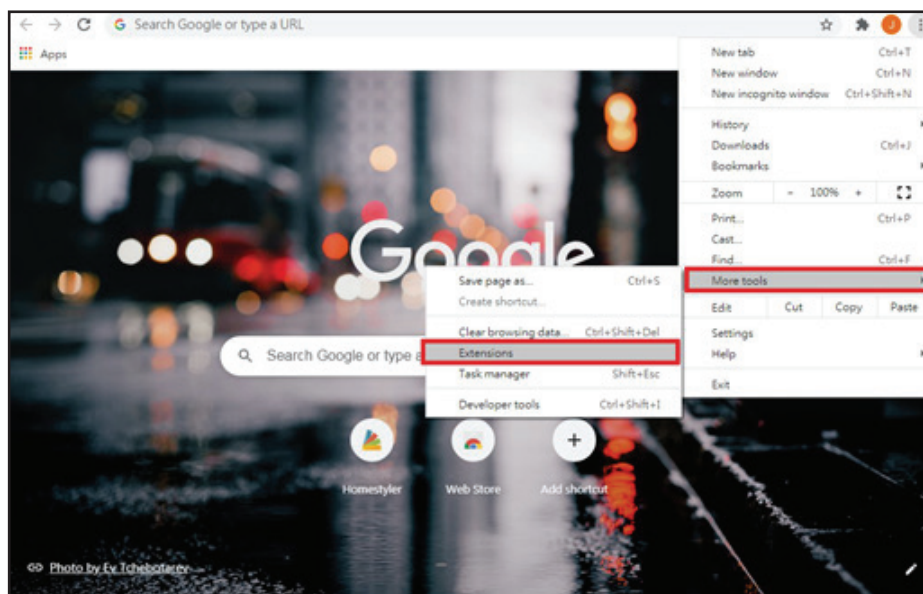 Search Google or type a URL
J
Apps
New tab Ctrl+T
New window Ctrl+N
New incognito window Ctrl+Shift+N
History
Downloads Ctrl+J
Bookmarks
Zoom - 100% +
Print... Ctrl+P
Cast...
Find... Ctrl+F
More tools
Edit Cut Copy Paste
Settings
Help
Exit
Google
Save page as... Ctrl+S
Create shortcut...
Clear browsing data... Ctrl+Shift+Del
Extensions
Task manager Shift+Esc
Developer tools Ctrl+Shift+I
Search Google or type a
Homestyler
Web Store
Add shortcut
Photo by Ev Tchebotarev